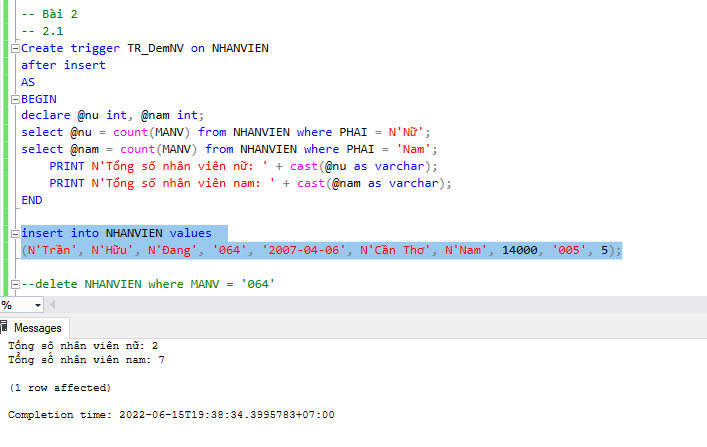 -- Bài 2
-- 2.1
Create trigger TR_DemNV on NHANVIEN
after insert
AS
BEGIN
declare @nu int, @nam int;
select @nu = count(MANV) from NHANVIEN where PHAI = N'Nữ';
select @nam = count(MANV) from NHANVIEN where PHAI = 'Nam';
PRINT N'Tổng số nhân viên nữ: ' + cast(@nu as varchar);
PRINT N'Tổng số nhân viên nam: ' + cast(@nam as varchar);
END
insert into NHANVIEN values
(N'Trần', N'Hữu', N'Đang', '064', '2007-04-06', N'Cần Thơ', N'Nam', 14000, '005', 5);
--delete NHANVIEN where MANV = '064'
%
Messages
Tổng số nhân viên nữ: 2
Tổng số nhân viên nam: 7
(1 row affected)
Completion time: 2022-06-15T19:38:34.3995783+07:00